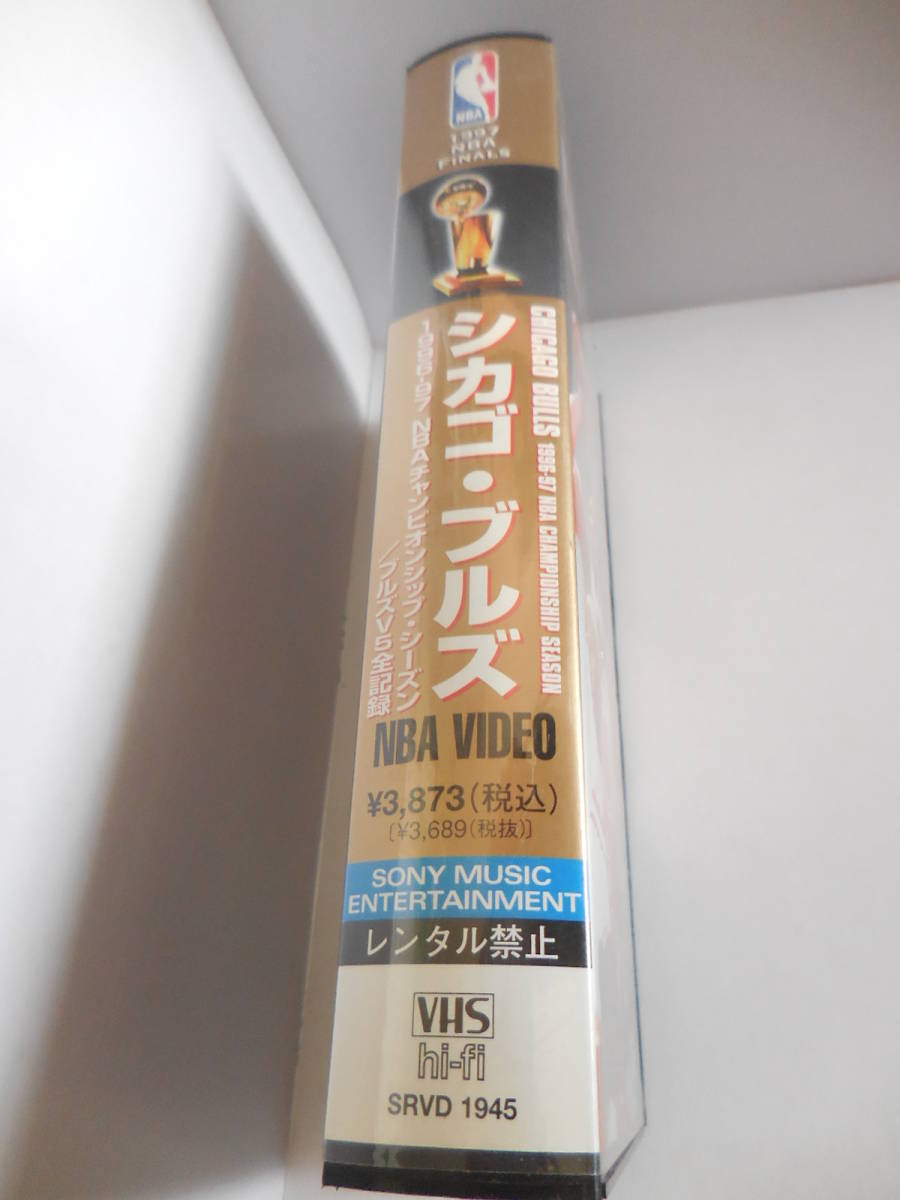 NBA
1997
NBA
FINALS
CHICAGO BULLS 1996-97 NBA CHAMPIONSHIP SEASON
シカゴ・ブルズ
1996-97 NBAチャンピオンシップ・シーズン
/ブルズV5全記録
NBA VIDEO
¥3,873(税込)
[¥3,689(税抜)]
SONY MUSIC
ENTERTAINMENT
レンタル禁止
VHS
hi-fi
SRVD 1945